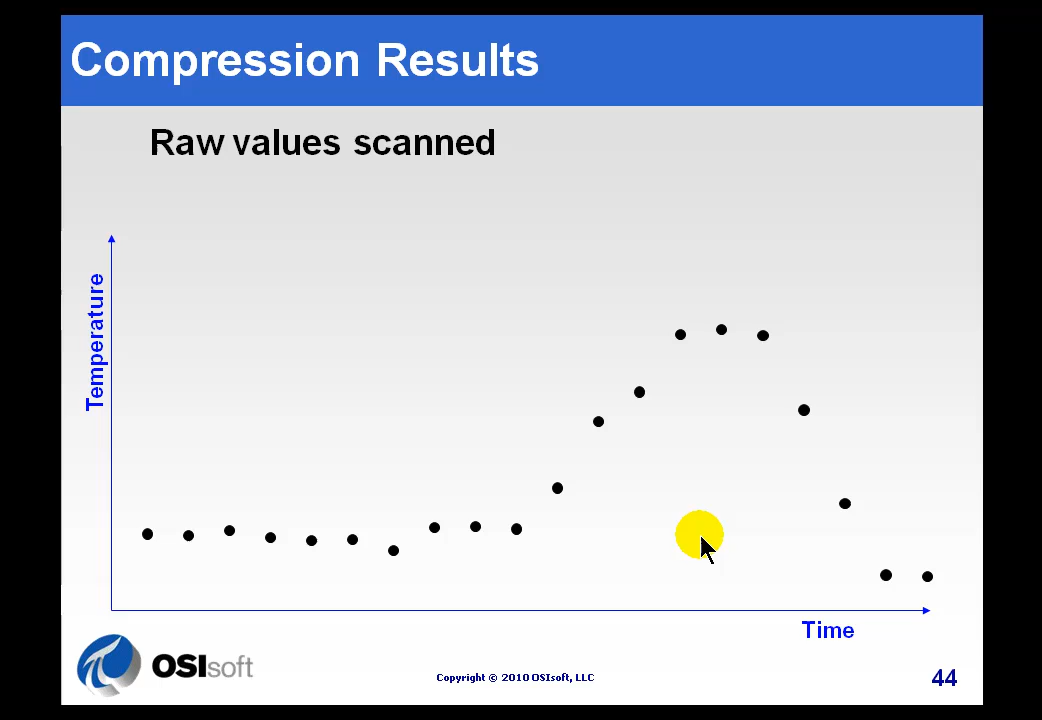 Compression Results
Raw values scanned
Temperature
Time
OSIsoft
Copyright © 2010 OSIsoft, LLC
44